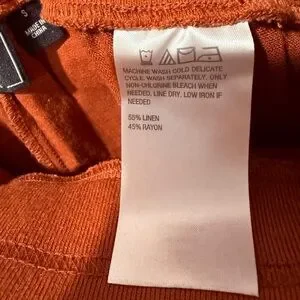 S
MADE IN
CHINA
MACHINE WASH COLD DELICATE
CYCLE. WASH SEPARATELY. ONLY
NON-CHLORINE BLEACH WHEN
NEEDED. LINE DRY. LOW IRON IF
NEEDED
55% LINEN
45% RAYON